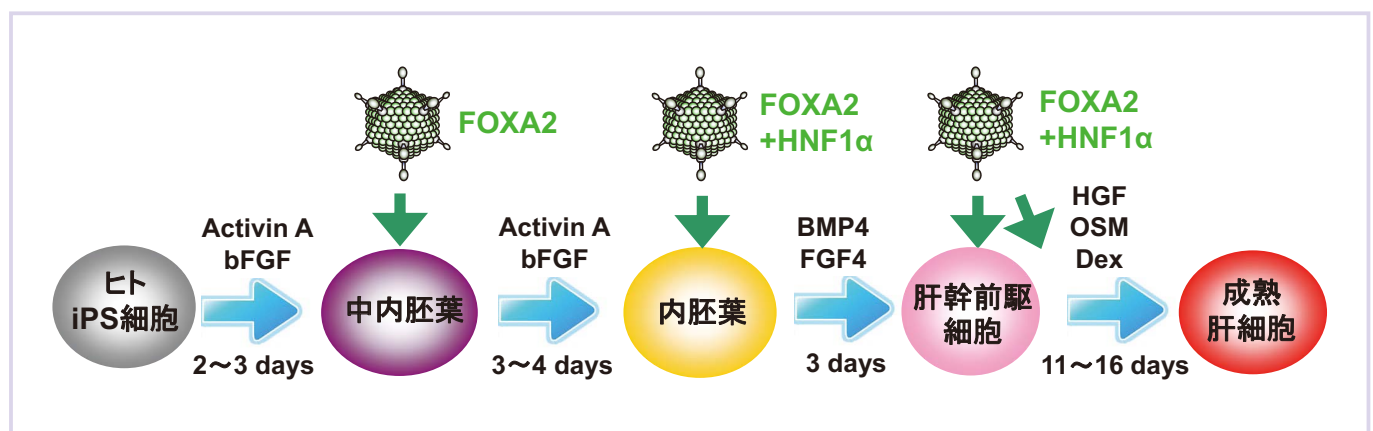 FOXA2
FOXA2
+HNF1α
FOXA2
+HNF1α
Activin A
bFGF
Activin A
bFGF
BMP4
FGF4
HGF
OSM
Dex
ヒト
iPS細胞
中内胚葉
内胚葉
肝幹前駆
細胞
成熟
肝細胞
2～3 days
3～4 days
3 days
11～16 days